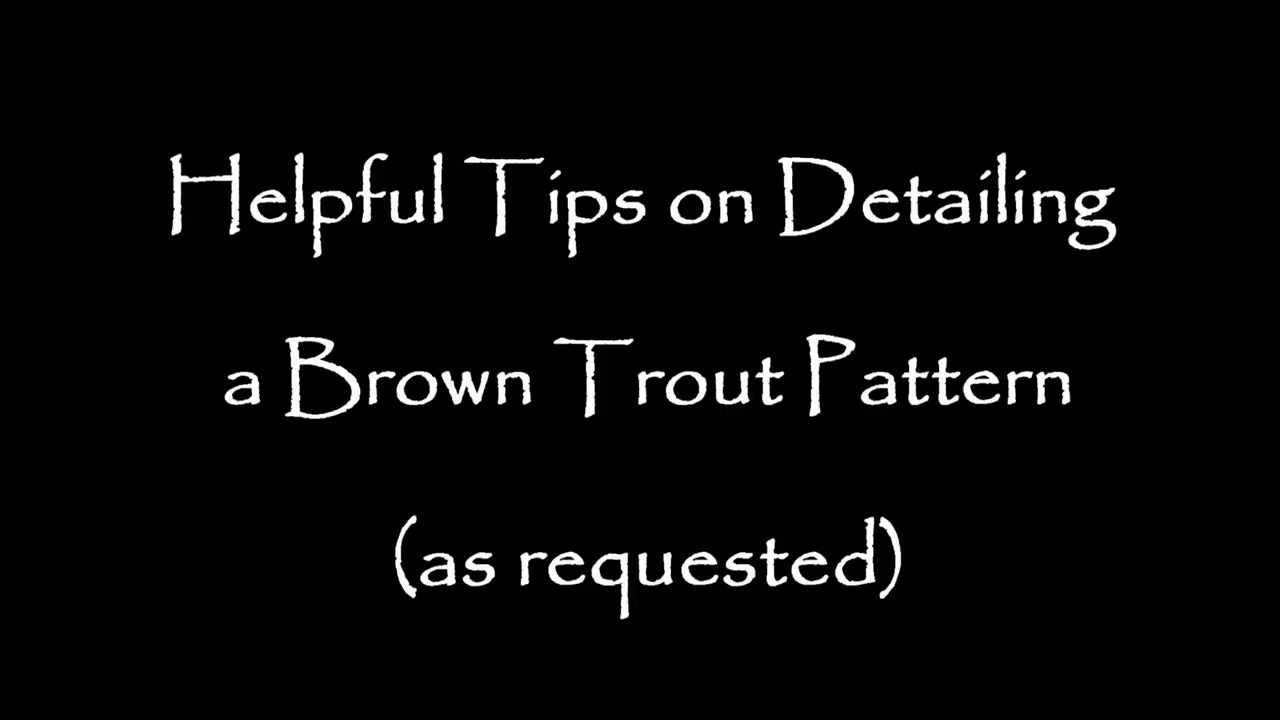 Helpful Tips on Detailing
a Brown Trout Pattern
(as requested)